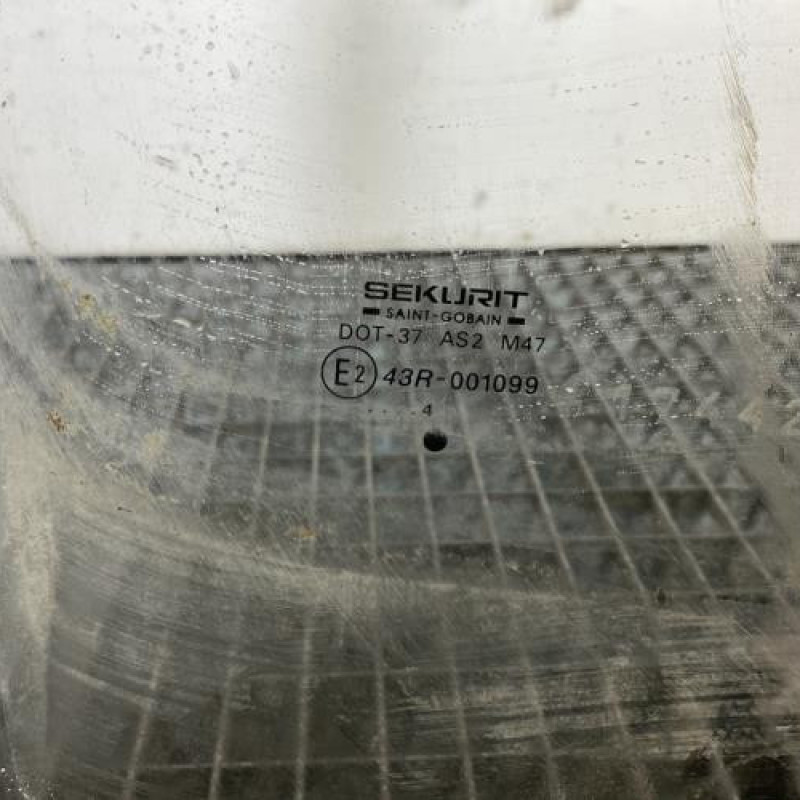 SEKURIT
SAINT-GOBAIN
DOT-37 AS2 M47
E2 43R-001099
.. . . 4